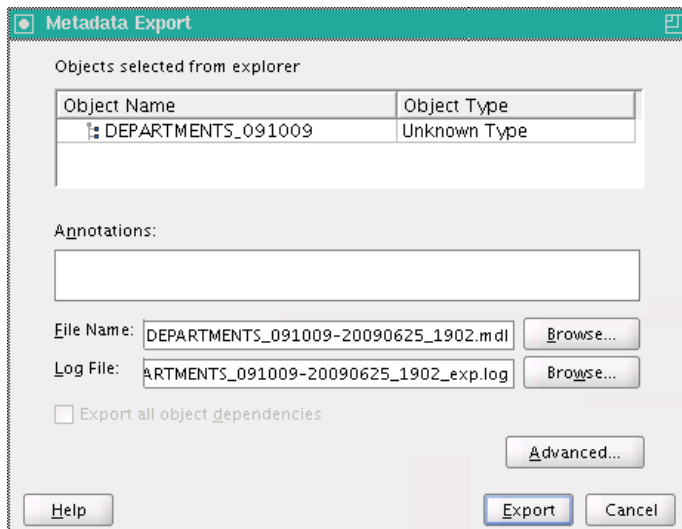 Metadata Export
Objects selected from explorer
Object Name Object Type
DEPARTMENTS_091009 Unknown Type
Annotations:
File Name: DEPARTMENTS_091009-20090625_1902.mdl Browse...
Log File: ARTMENTS_091009-20090625_1902_exp.log Browse...
Export all object dependencies
Advanced...
Help Export Cancel